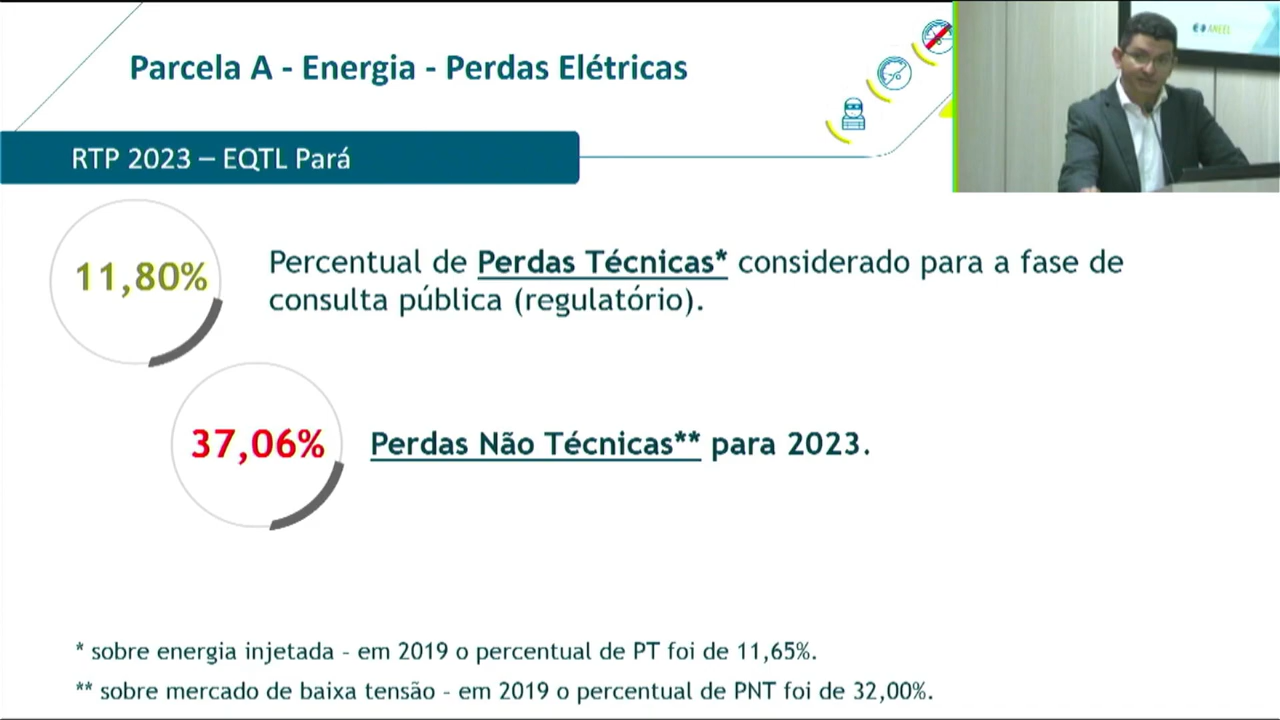 Parcela A - Energia - Perdas Elétricas
ANEEL
RTP 2023 – EQTL Pará
11,80%
Percentual de Perdas Técnicas* considerado para a fase de
consulta pública (regulatório).
37,06%
Perdas Não Técnicas** para 2023.
* sobre energia injetada - em 2019 o percentual de PT foi de 11,65%.
** sobre mercado de baixa tensão - em 2019 o percentual de PNT foi de 32,00%.